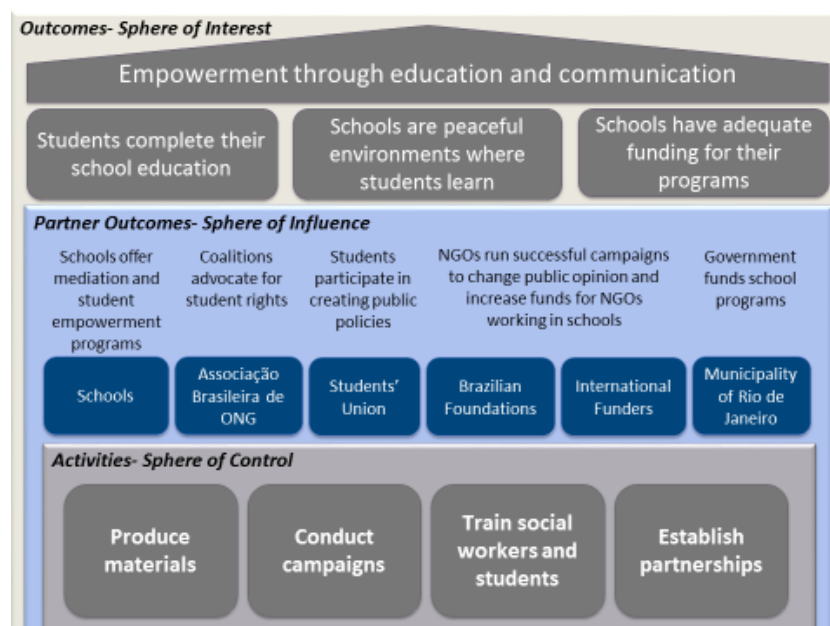 Outcomes- Sphere of Interest
Empowerment through education and communication
Students complete their
school education
Schools are peaceful
environments where
students learn
Schools have adequate
funding for their
programs
Partner Outcomes- Sphere of Influence
Schools offer
mediation and
student
empowerment
programs
Coalitions
advocate for
student rights
Students
participate in
creating public
policies
NGOs run successful campaigns
to change public opinion and
increase funds for NGOs
working in schools
Government
funds school
programs
Schools
Associação
Brasileira de
ONG
Students’
Union
Brazilian
Foundations
International
Funders
Municipality
of Rio de
Janeiro
Activities- Sphere of Control
Produce
materials
Conduct
campaigns
Train social
workers and
students
Establish
partnerships